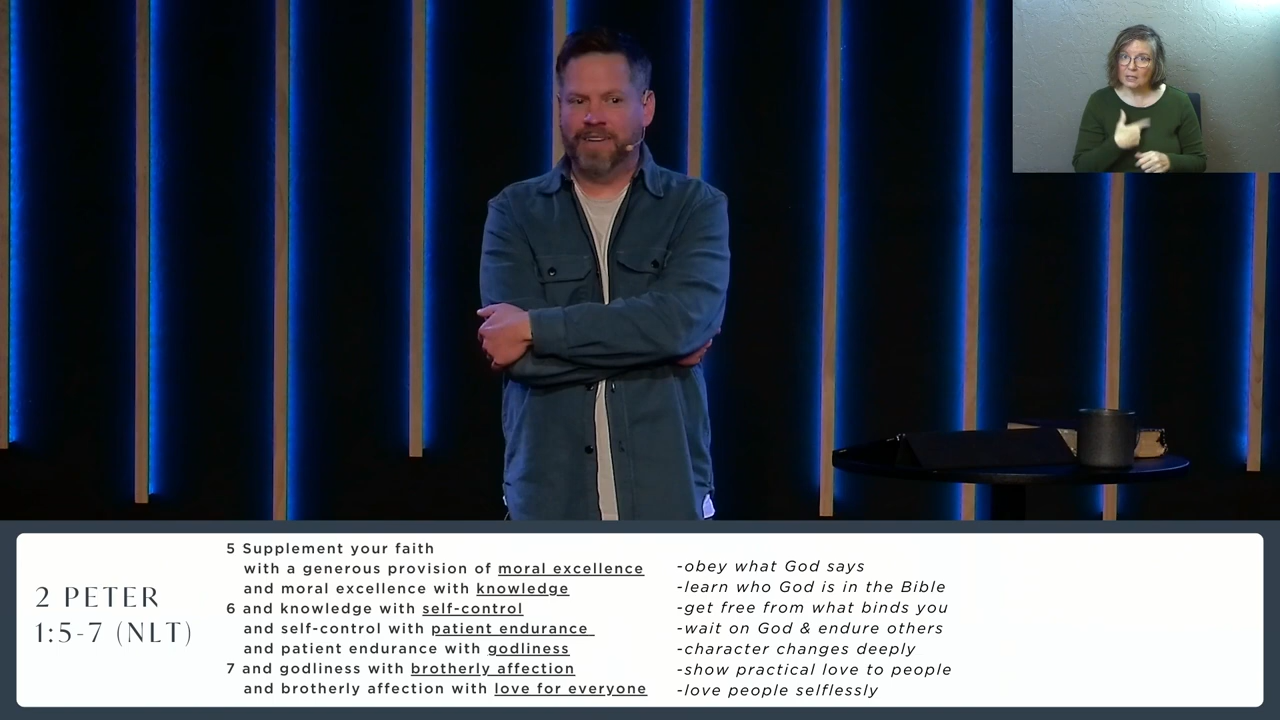 2 PETER
1:5-7 (NLT)
5 Supplement your faith
with a generous provision of moral excellence
and moral excellence with knowledge
6 and knowledge with self-control
and self-control with patient endurance
and patient endurance with godliness
7 and godliness with brotherly affection
and brotherly affection with love for everyone
-obey what God says
-learn who God is in the Bible
-get free from what binds you
-wait on God & endure others
-character changes deeply
-show practical love to people
-love people selflessly